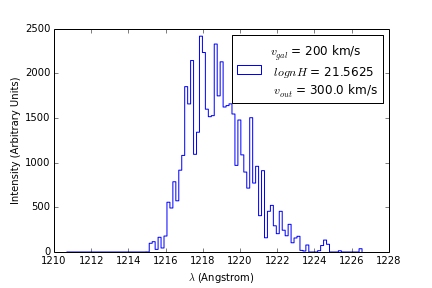 2500
2000
1500
1000
500
0
Intensity (Arbitrary Units)
v_gal = 200 km/s
lognH = 21.5625
v_out = 300.0 km/s
1210 1212 1214 1216 1218 1220 1222 1224 1226 1228
λ (Angstrom)